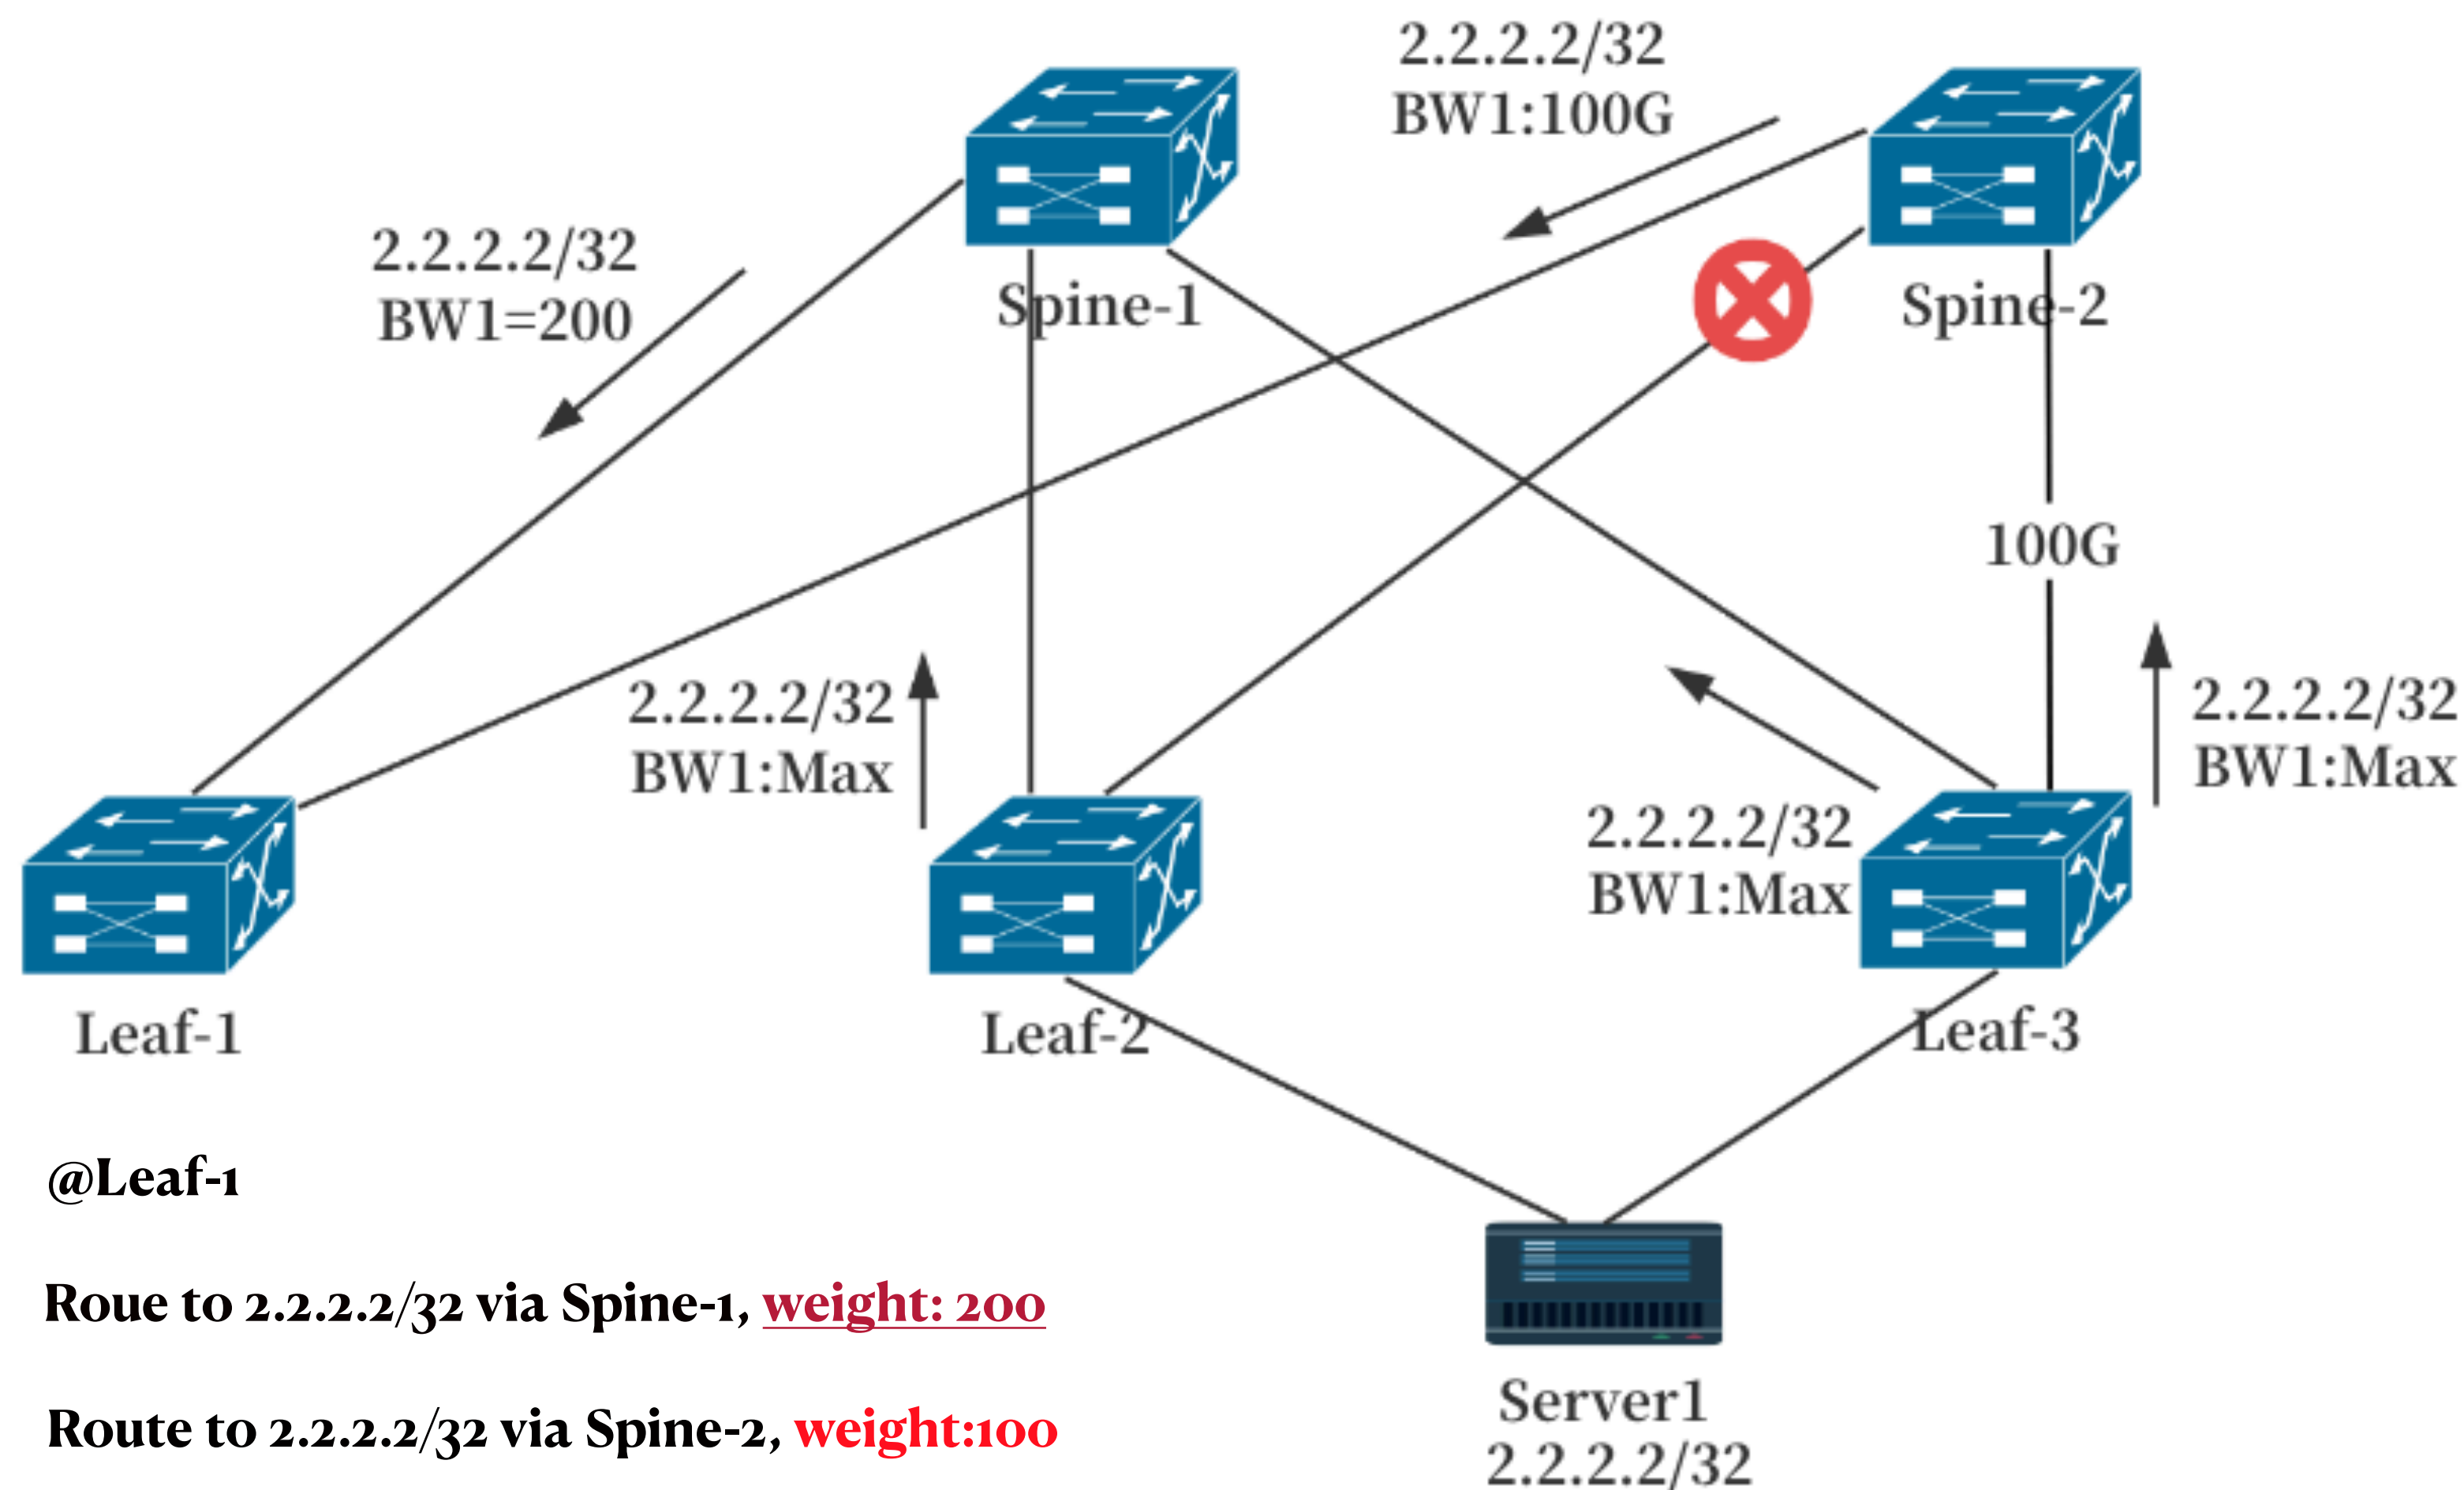 2.2.2.2/32
BW1:100G
2.2.2.2/32
BW1=200
Spine-1
Spine-2
100G
2.2.2.2/32
BW1:Max
2.2.2.2/32
BW1:Max
2.2.2.2/32
BW1:Max
Leaf-1
Leaf-2
Leaf-3
@Leaf-1
Roue to 2.2.2.2/32 via Spine-1, weight: 200
Route to 2.2.2.2/32 via Spine-2, weight:100
Server1
2.2.2.2/32